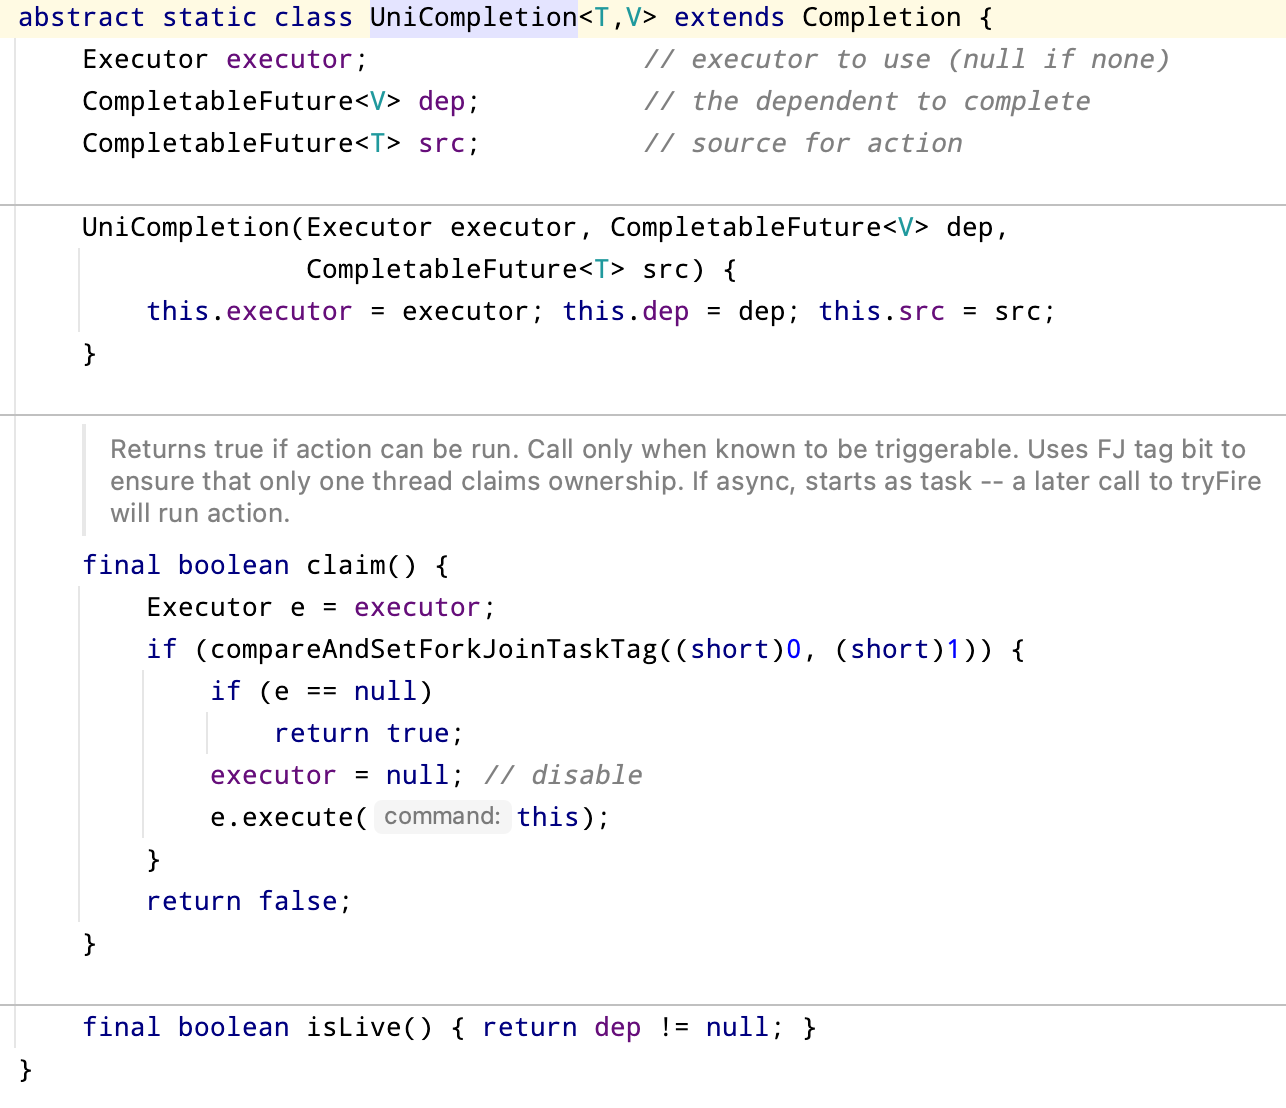 abstract static class UniCompletion<T,V> extends Completion {
    Executor executor;                 // executor to use (null if none)
    CompletableFuture<V> dep;          // the dependent to complete
    CompletableFuture<T> src;          // source for action
    UniCompletion(Executor executor, CompletableFuture<V> dep,
                  CompletableFuture<T> src) {
        this.executor = executor; this.dep = dep; this.src = src;
    }
Returns true if action can be run. Call only when known to be triggerable. Uses FJ tag bit to
ensure that only one thread claims ownership. If async, starts as task -- a later call to tryFire
will run action.
    final boolean claim() {
        Executor e = executor;
        if (compareAndSetForkJoinTaskTag((short)0, (short)1)) {
            if (e == null)
                return true;
            executor = null; // disable
            e.execute( command: this);
        }
        return false;
    }
    final boolean isLive() { return dep != null; }
}